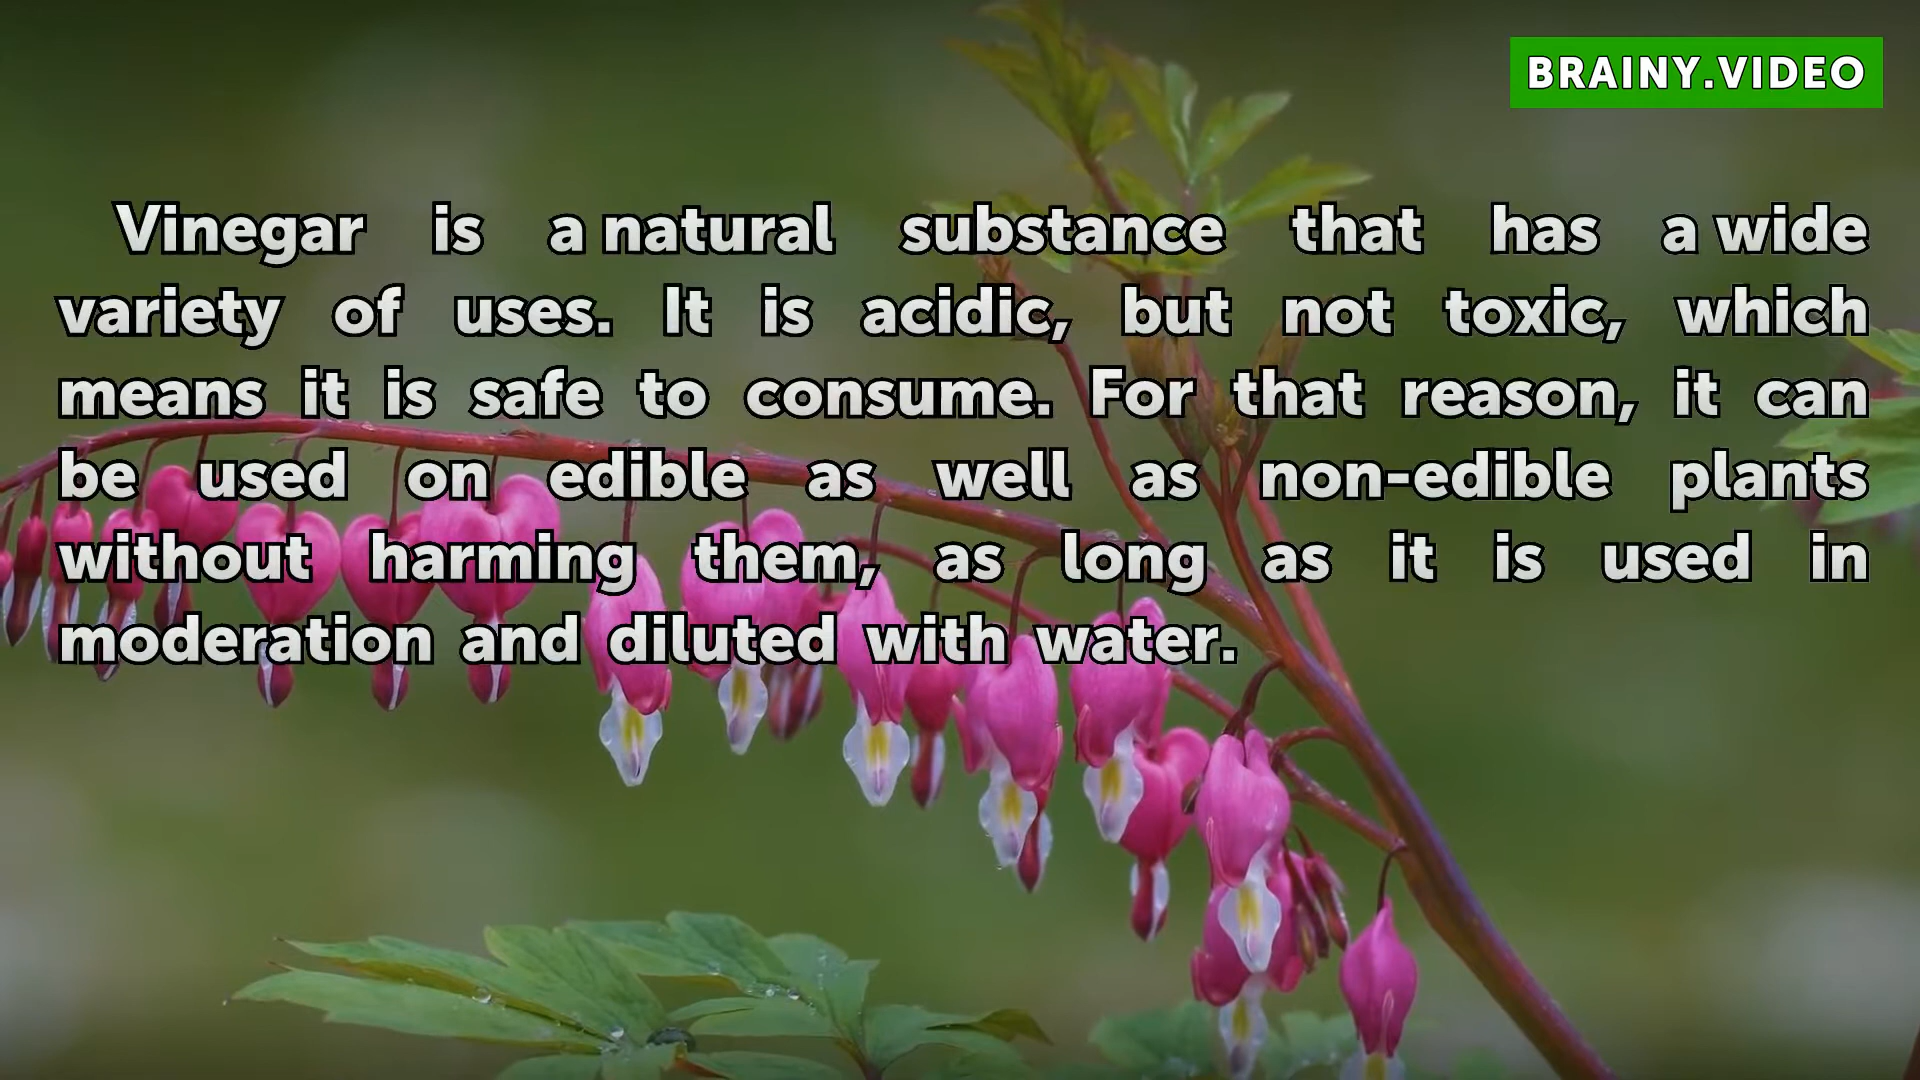 BRAINY.VIDEO
Vinegar is a natural substance that has a wide
variety of uses. It is acidic, but not toxic, which
means it is safe to consume. For that reason, it can
be used on edible as well as non-edible plants
without harming them, as long as it is used in
moderation and diluted with water.